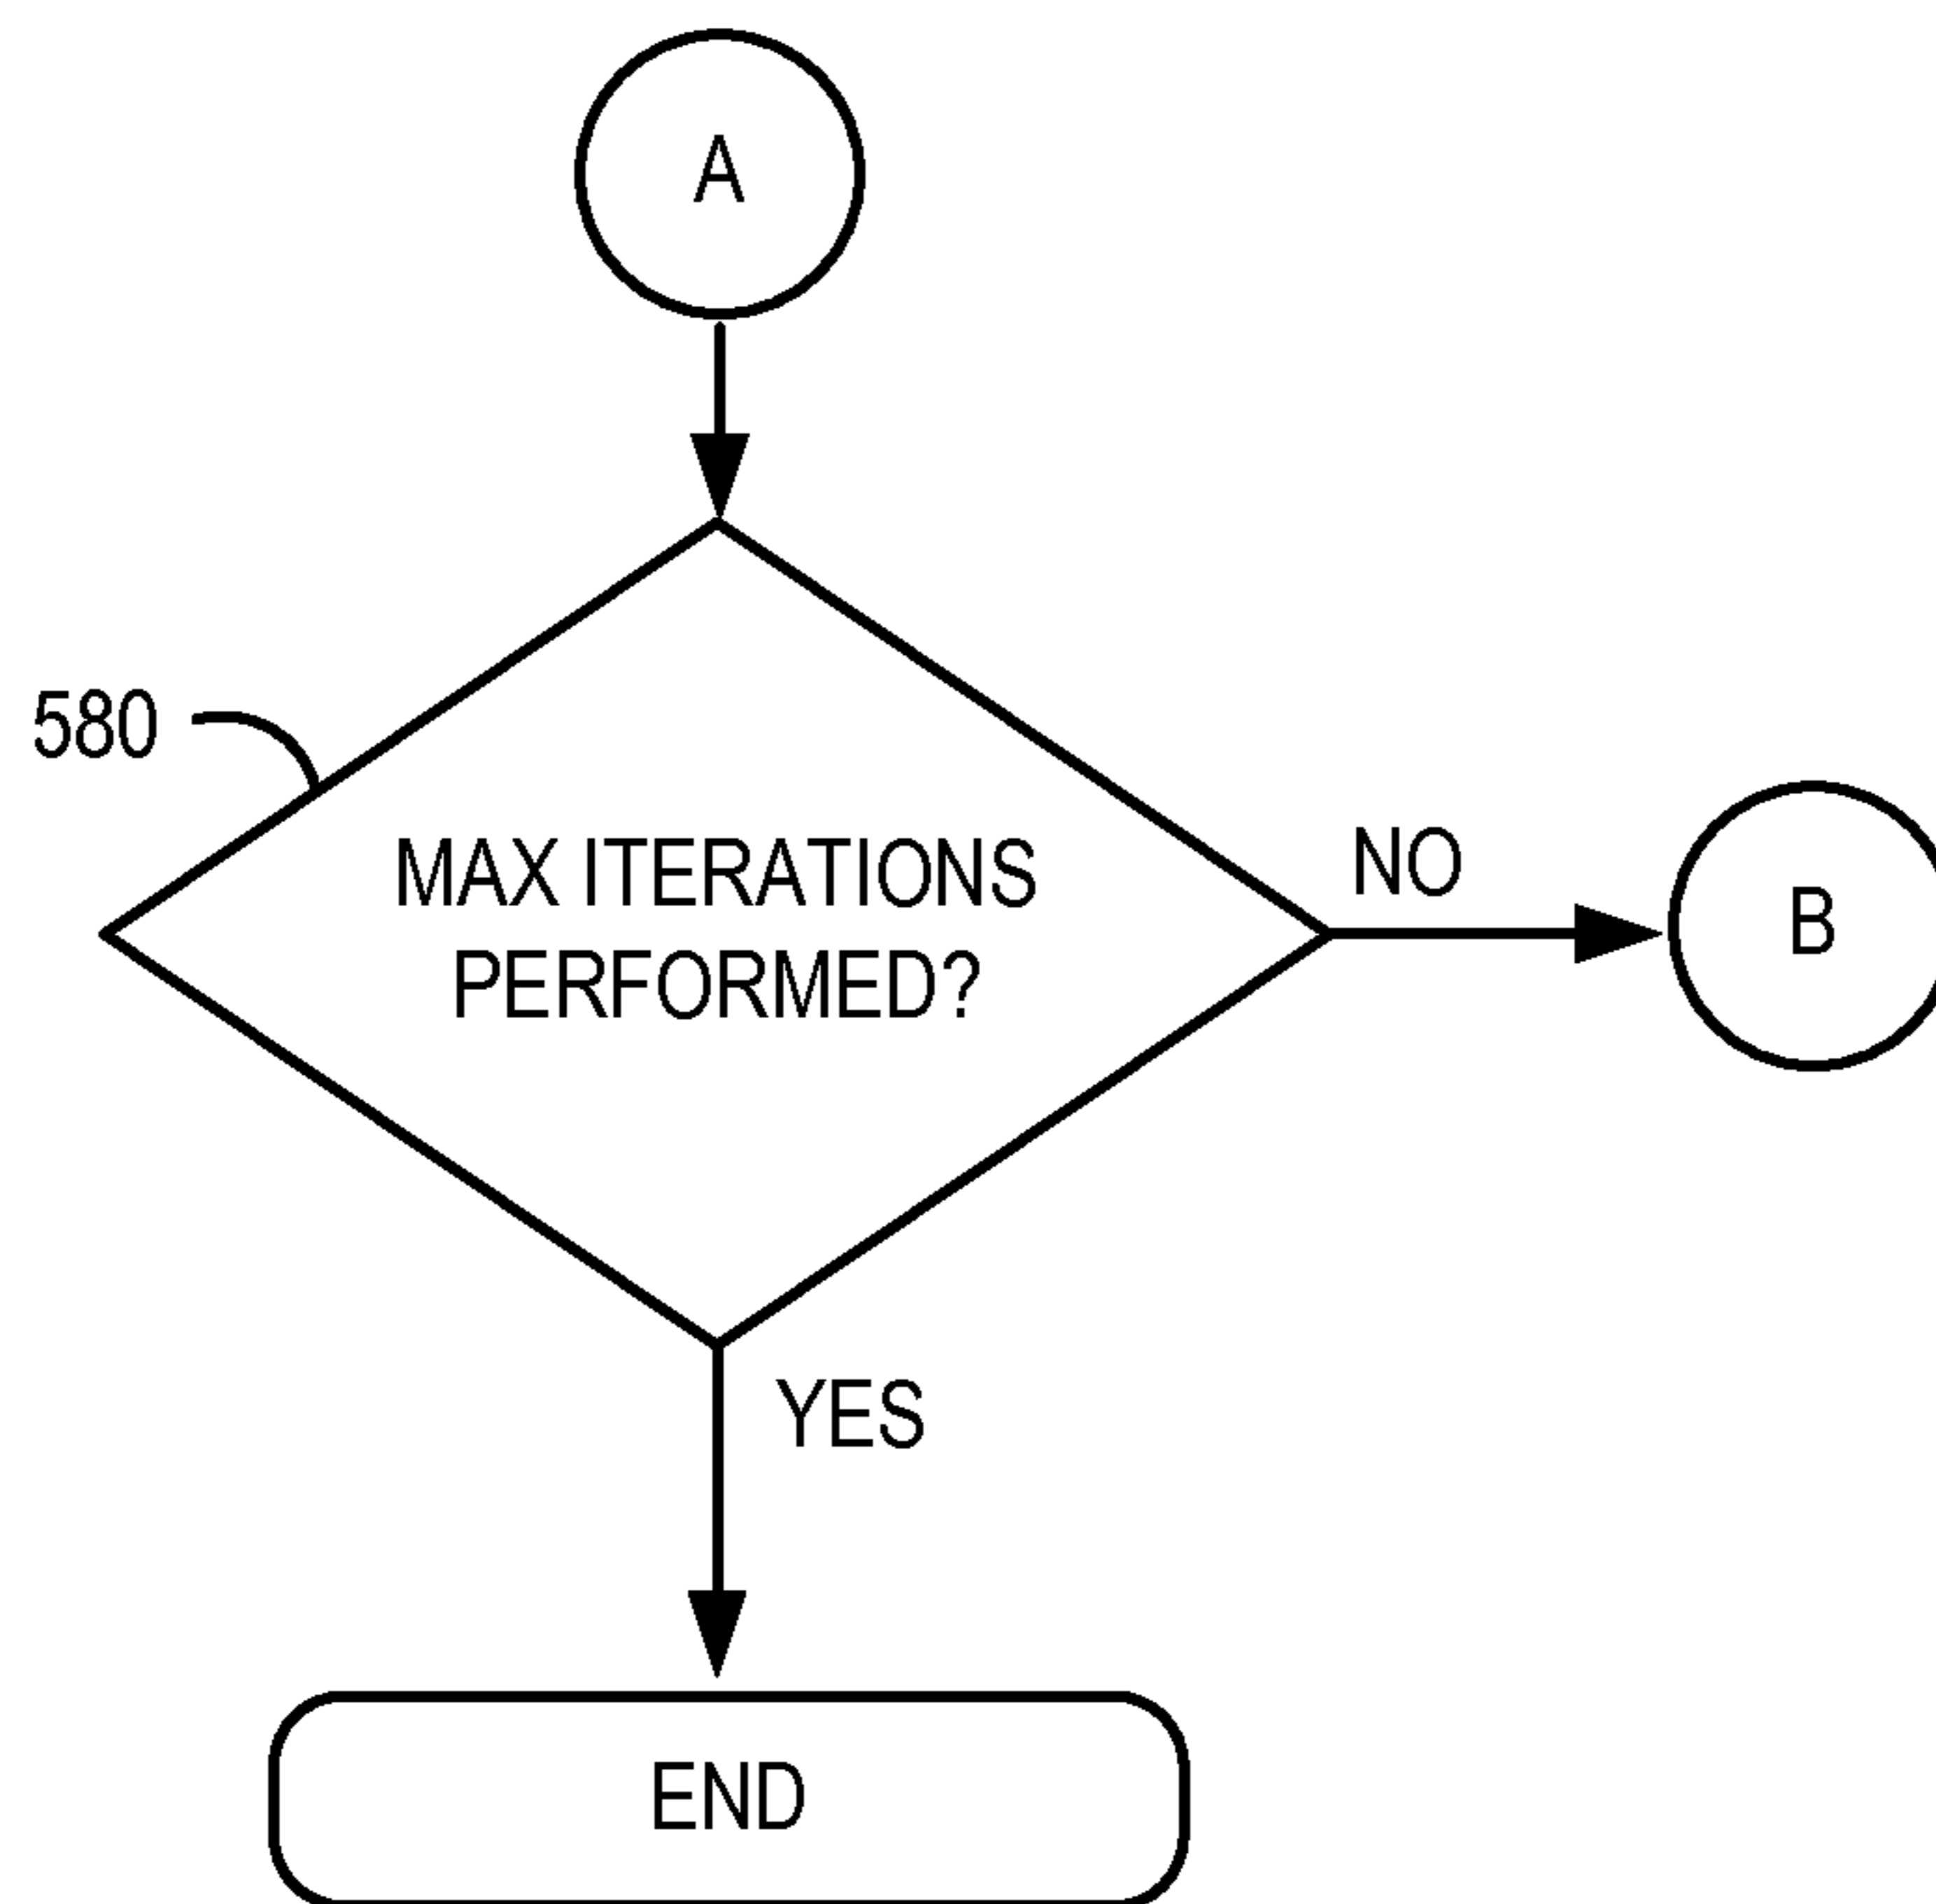 A
580
MAX ITERATIONS
PERFORMED?
NO
B
YES
END